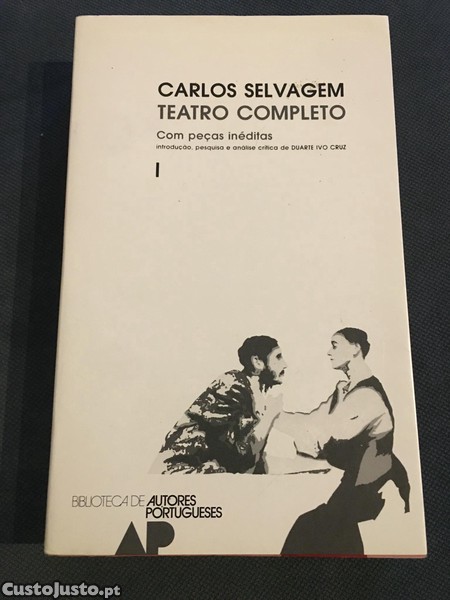 CARLOS SELVAGEM
TEATRO COMPLETO
Com peças inéditas
introdução, pesquisa e análise crítica de DUARTE IVO CRUZ
I
BIBLIOTECA DE AUTORES
PORTUGUESES
AP
CustoJusto.pt